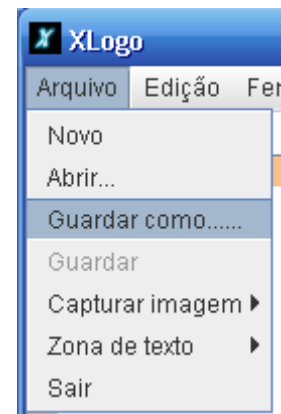 XLogo
Arquivo Edição Fer
Novo
Abrir...
Guardar como......
Guardar
Capturar imagem
Zona de texto
Sair